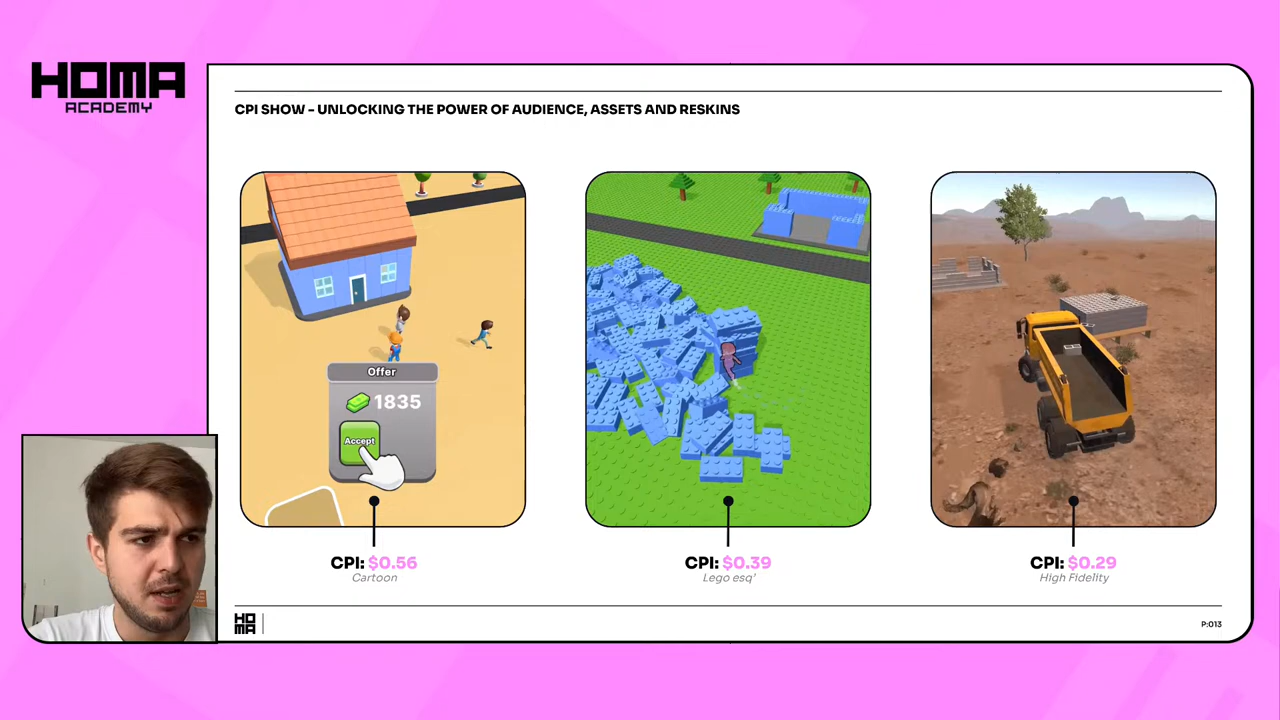 HOMA
ACADEMY
CPI SHOW - UNLOCKING THE POWER OF AUDIENCE, ASSETS AND RESKINS
Offer
1835
Accept
CPI: $0.56
Cartoon
CPI: $0.39
Lego esq'
CPI: $0.29
High Fidelity
HO
MA
P:013